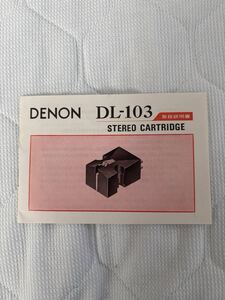 DENON DL-103 取扱説明書
STEREO CARTRIDGE